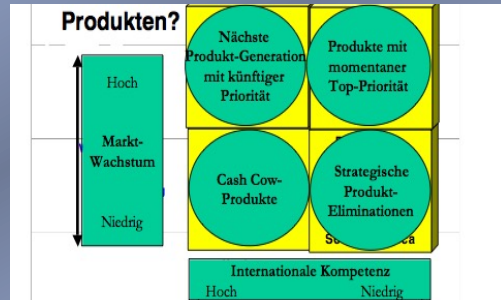 Produkten?
Nächste
Produkt-Generation
mit künftiger
Priorität
Produkte mit
momentaner
Top-Priorität
Hoch
Markt-
Wachstum
Niedrig
Cash Cow-
Produkte
Strategische
Produkt-
Eliminationen
Internationale Kompetenz
Hoch Niedrig